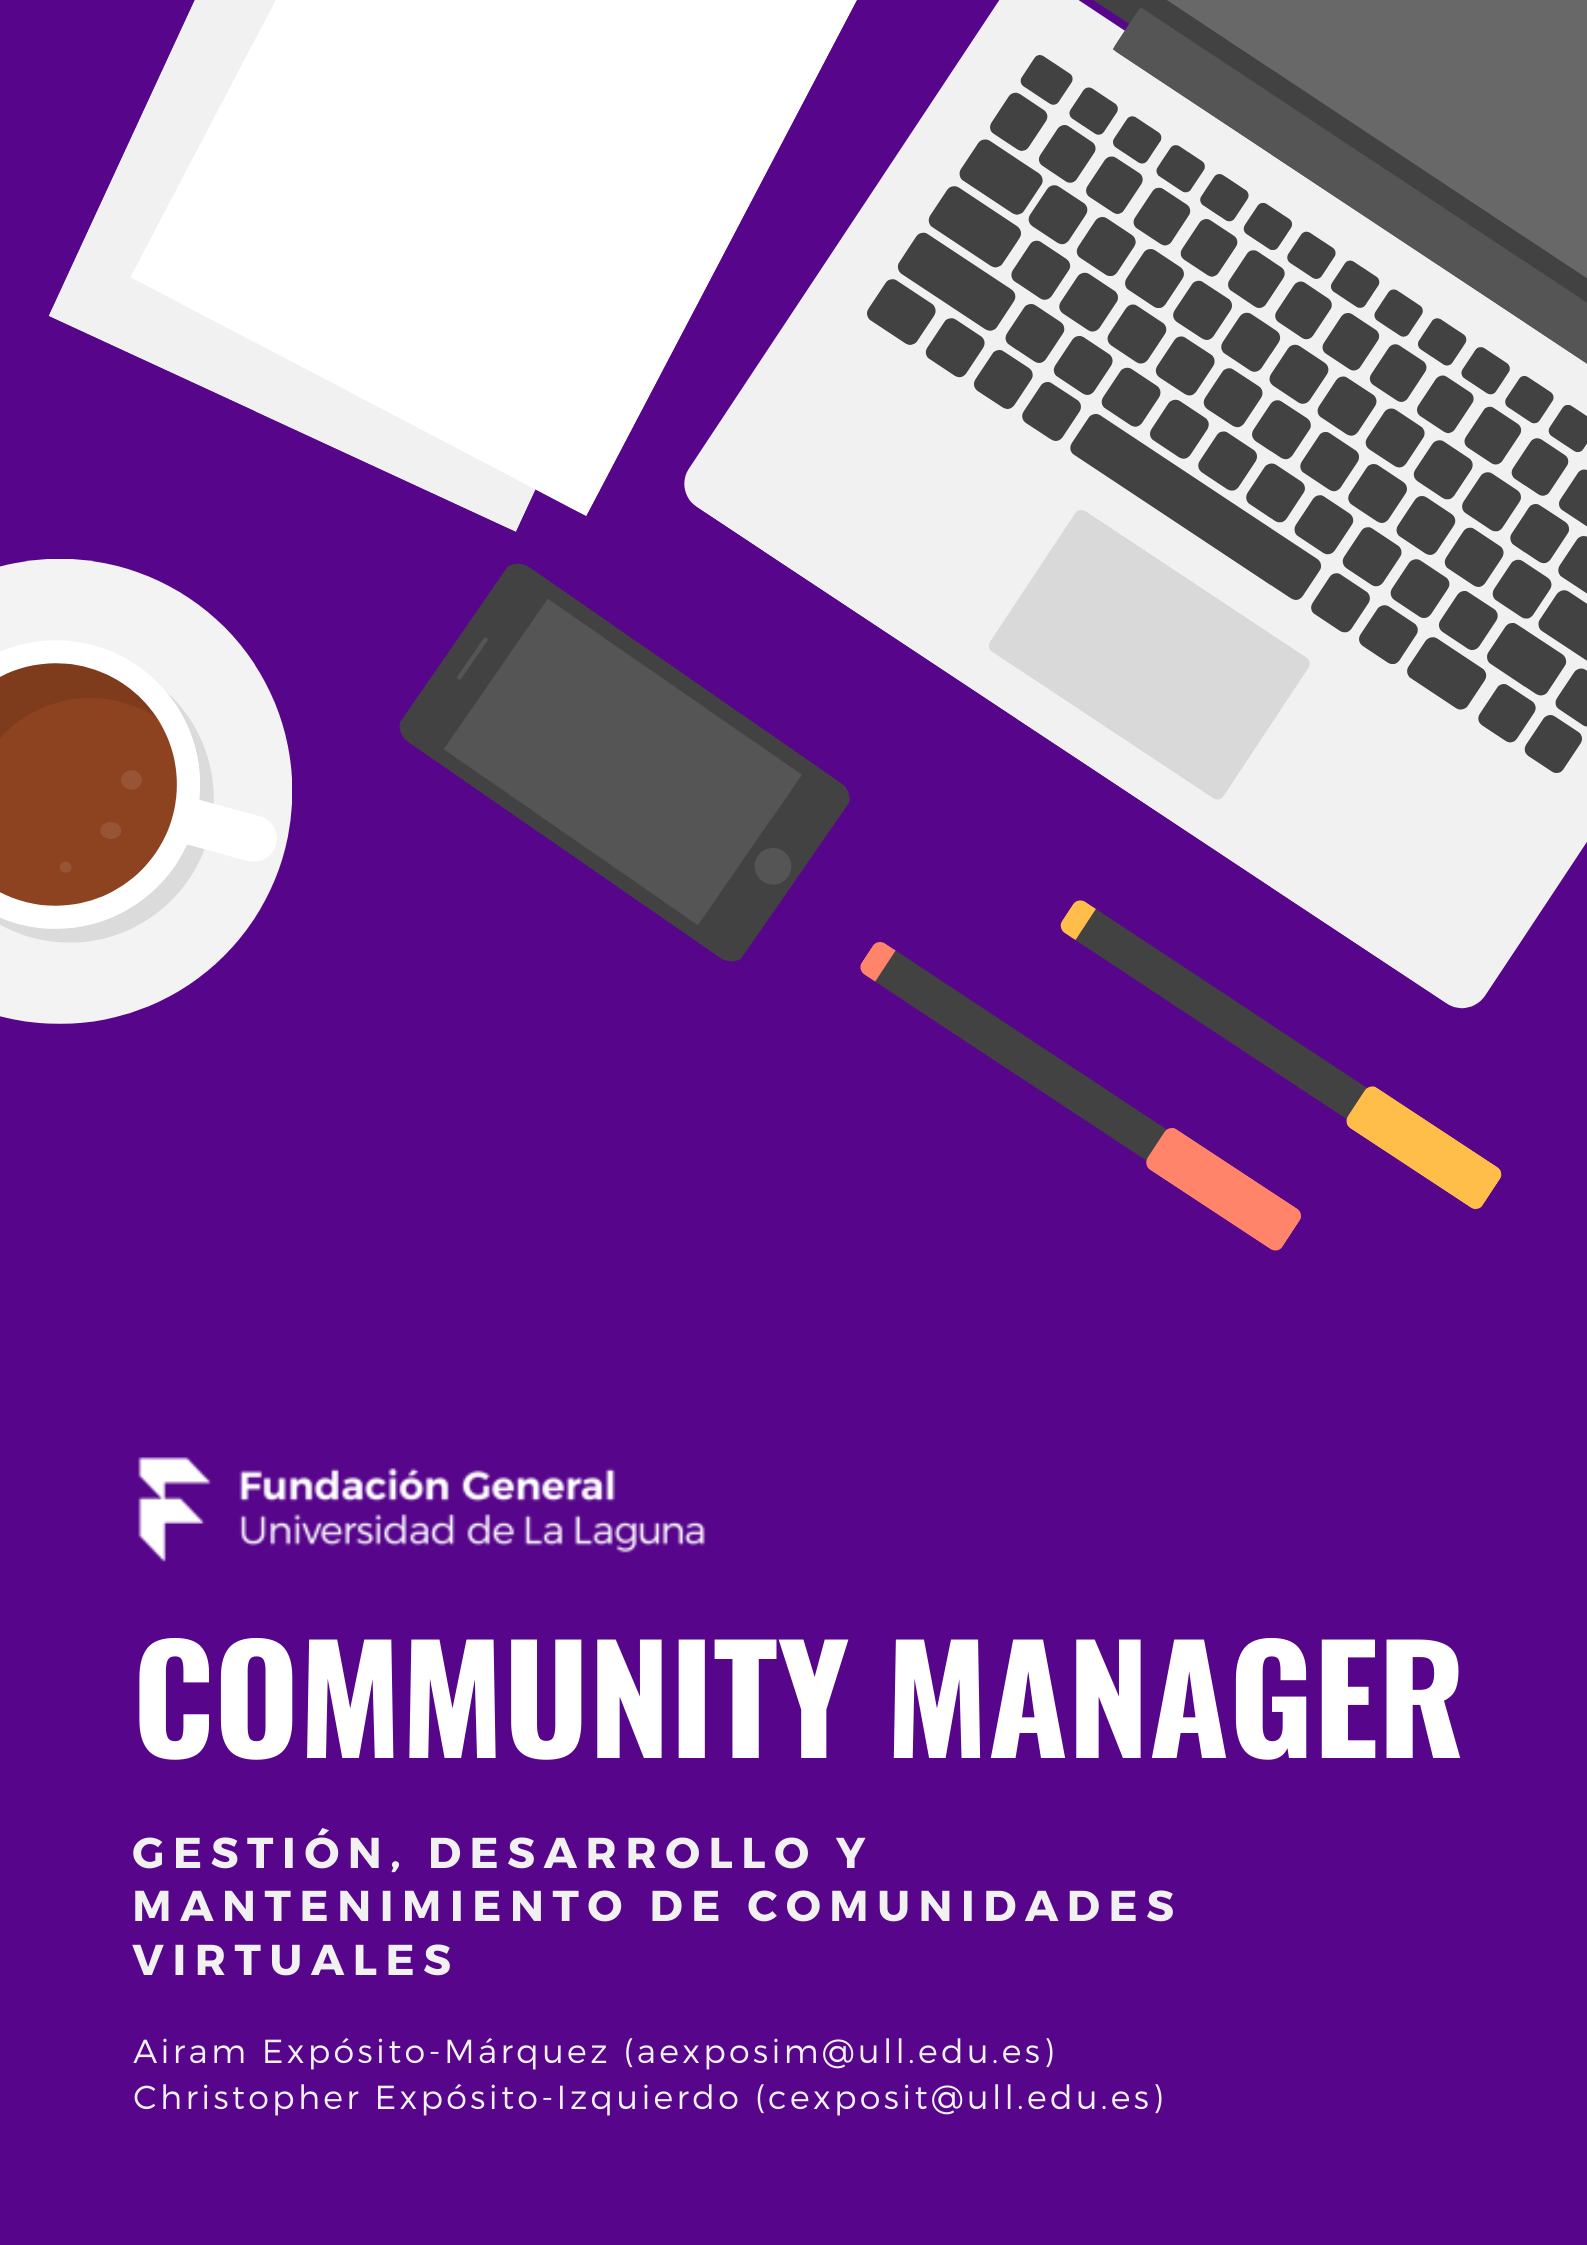 Fundación General
Universidad de La Laguna
COMMUNITY MANAGER
GESTIÓN, DESARROLLO Y
MANTENIMIENTO DE COMUNIDADES
VIRTUALES
Airam Expósito-Márquez (aexposim@ull.edu.es)
Christopher Expósito-Izquierdo (cexposit@ull.edu.es)